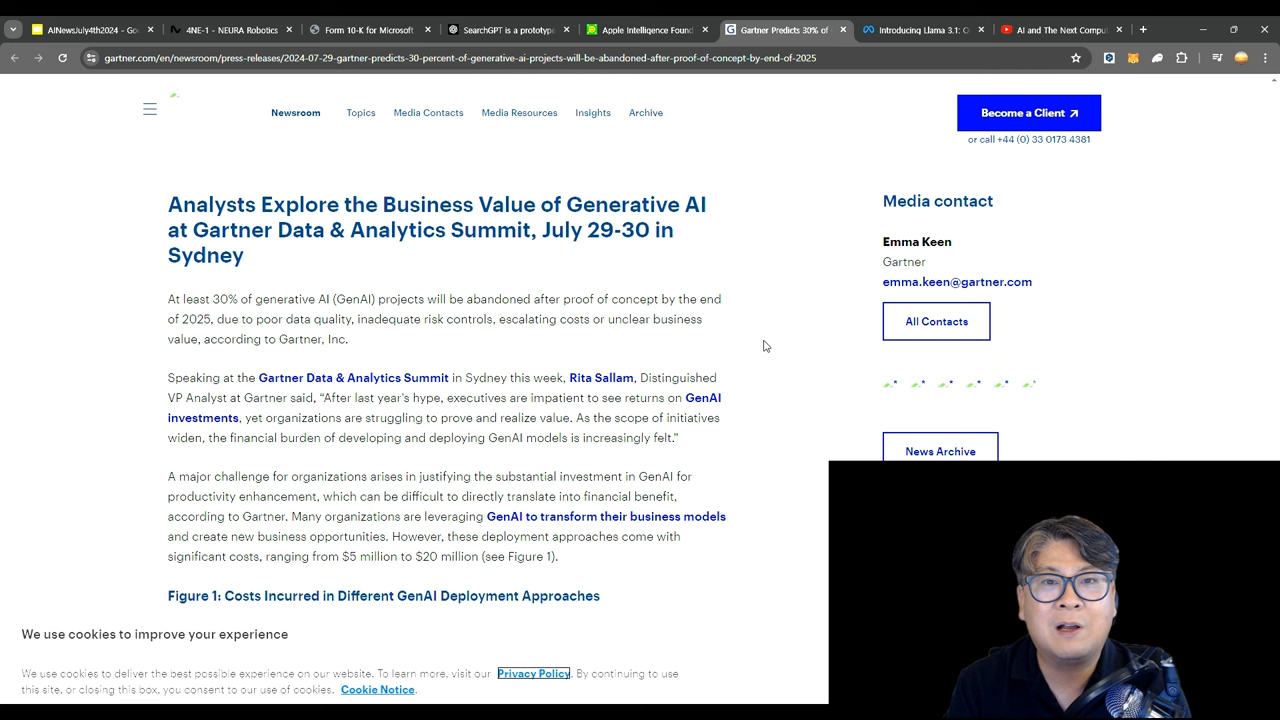 AINewsJuly4th2024 – Go
4NE-1 - NEURA Robotics
Form 10-K for Microsoft
SearchGPT is a prototype
Apple Intelligence Found
Gartner Predicts 30% of
Introducing Llama 3.1: O
AI and The Next Compu
gartner.com/en/newsroom/press-releases/2024-07-29-gartner-predicts-30-percent-of-generative-ai-projects-will-be-abandoned-after-proof-of-concept-by-end-of-2025
Newsroom
Topics
Media Contacts
Media Resources
Insights
Archive
Become a Client
or call +44 (0) 33 0173 4381
Analysts Explore the Business Value of Generative AI
at Gartner Data & Analytics Summit, July 29-30 in
Sydney
At least 30% of generative AI (GenAI) projects will be abandoned after proof of concept by the end
of 2025, due to poor data quality, inadequate risk controls, escalating costs or unclear business
value, according to Gartner, Inc.
Speaking at the Gartner Data & Analytics Summit in Sydney this week, Rita Sallam, Distinguished
VP Analyst at Gartner said, “After last year’s hype, executives are impatient to see returns on GenAI
investments, yet organizations are struggling to prove and realize value. As the scope of initiatives
widen, the financial burden of developing and deploying GenAI models is increasingly felt.”
A major challenge for organizations arises in justifying the substantial investment in GenAI for
productivity enhancement, which can be difficult to directly translate into financial benefit,
according to Gartner. Many organizations are leveraging GenAI to transform their business models
and create new business opportunities. However, these deployment approaches come with
significant costs, ranging from $5 million to $20 million (see Figure 1).
Figure 1: Costs Incurred in Different GenAI Deployment Approaches
Media contact
Emma Keen
Gartner
emma.keen@gartner.com
All Contacts
News Archive
We use cookies to improve your experience
We use cookies to deliver the best possible experience on our website. To learn more, visit our Privacy Policy. By continuing to use
this site, or closing this box, you consent to our use of cookies. Cookie Notice.